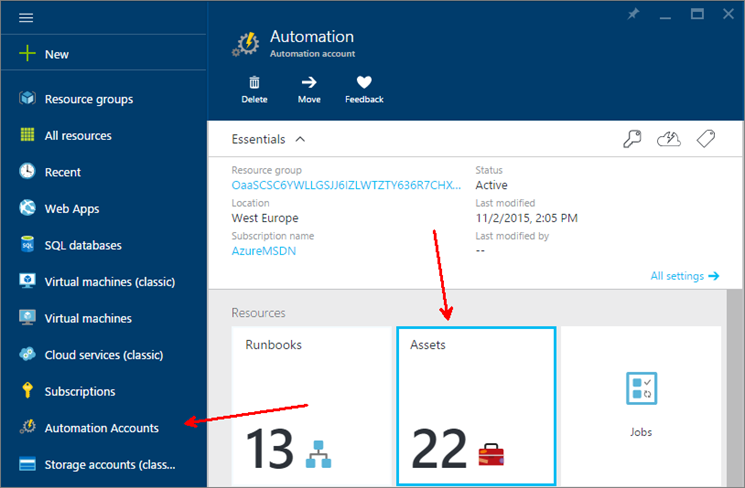 New
Resource groups
All resources
Recent
Web Apps
SQL databases
Virtual machines (classic)
Virtual machines
Cloud services (classic)
Subscriptions
Automation Accounts
Storage accounts (class...
Automation
Automation account
Delete
Move
Feedback
Essentials
Resource group
OaaSCSC6YWLLGSJJ6IZLWTZTY636R7CHX...
Location
West Europe
Subscription name
AzureMSDN
Status
Active
Last modified
11/2/2015, 2:05 PM
Last modified by
--
All settings
Resources
Runbooks
13
Assets
22
Jobs